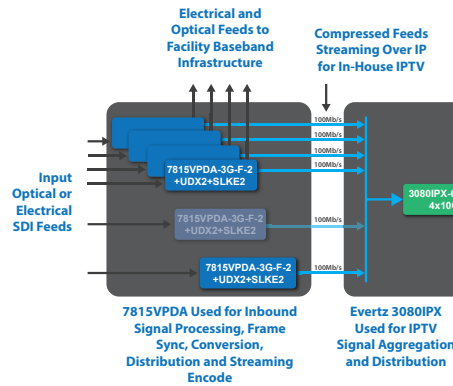 Electrical and
Optical Feeds to
Facility Baseband
Infrastructure
Compressed Feeds
Streaming Over IP
for In-House IPTV
100Mb/s
100Mb/s
100Mb/s
100Mb/s
Input
Optical or
Electrical
SDI Feeds
7815VPDA-3G-F-2
+UDX2+SLKE2
7815VPDA-3G-F-2
+UDX2+SLKE2
100Mb/s
7815VPDA-3G-F-2
+UDX2+SLKE2
100Mb/s
7815VPDA Used for Inbound
Signal Processing, Frame
Sync, Conversion,
Distribution and Streaming
Encode
Evertz 3080IPX
Used for IPTV
Signal Aggregation
and Distribution